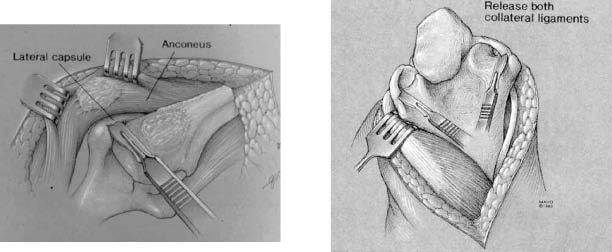 Anconeus
Lateral capsule
Release both
collateral ligaments
MAYO